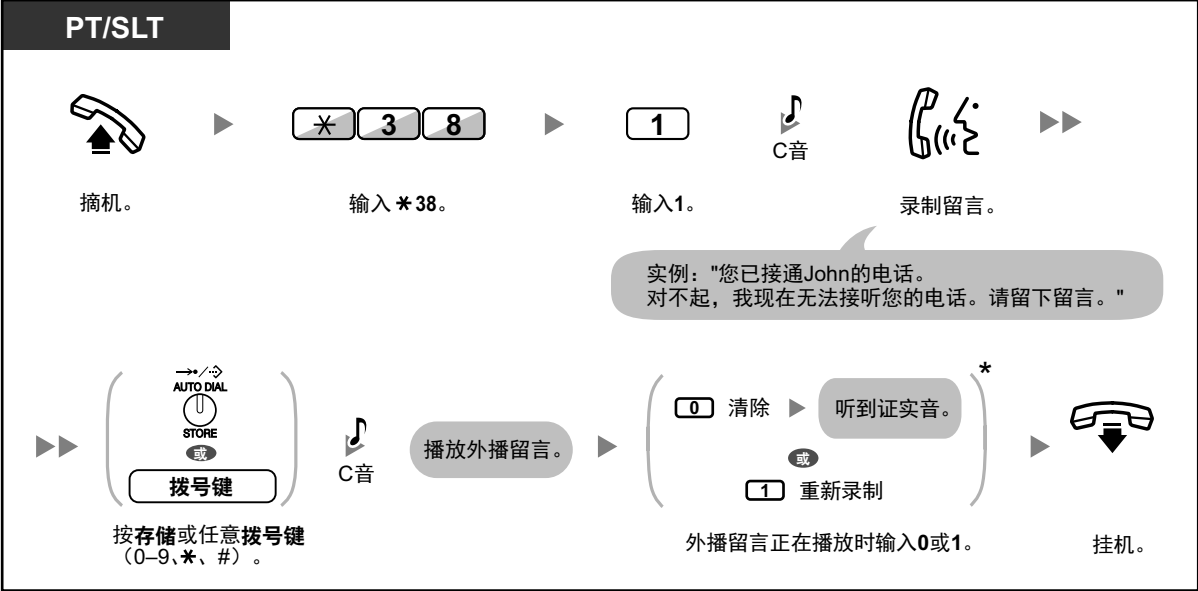 PT/SLT
✳ 3 8
1
C音
摘机。
输入✳38。
输入1。
录制留言。
实例："您已接通John的电话。
对不起，我现在无法接听您的电话。请留下留言。"
AUTO DIAL
STORE
或
拨号键
C音
播放外播留言。
0 清除
听到证实音。
*
或
1 重新录制
按存储或任意拨号键
（0–9、✳、#）。
外播留言正在播放时输入0或1。
挂机。